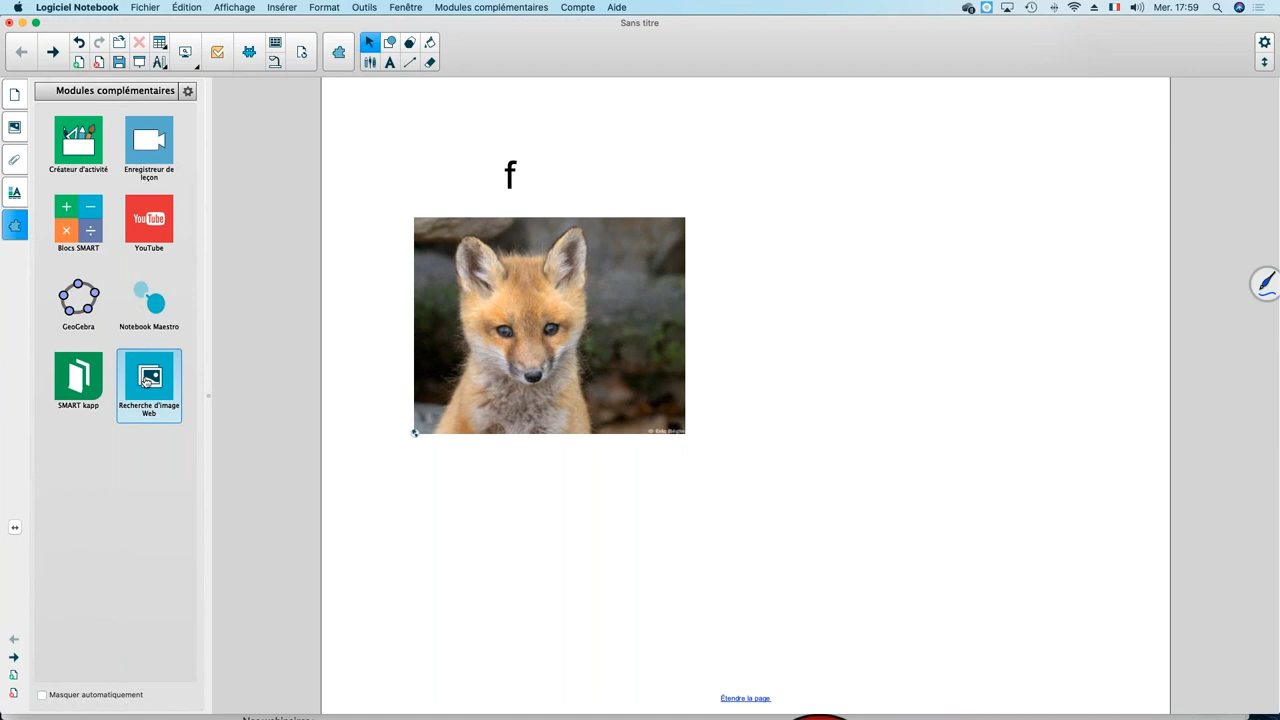 Logiciel Notebook Fichier Édition Affichage Insérer Format Outils Fenêtre Modules complémentaires Compte Aide Mer. 17:59
Sans titre
Modules complémentaires
Créateur d'activité
Enregistreur de
leçon
Blocs SMART
You Tube
YouTube
GeoGebra
Notebook Maestro
SMART kapp
Recherche d'image
Web
Masquer automatiquement
f
Étendre la page